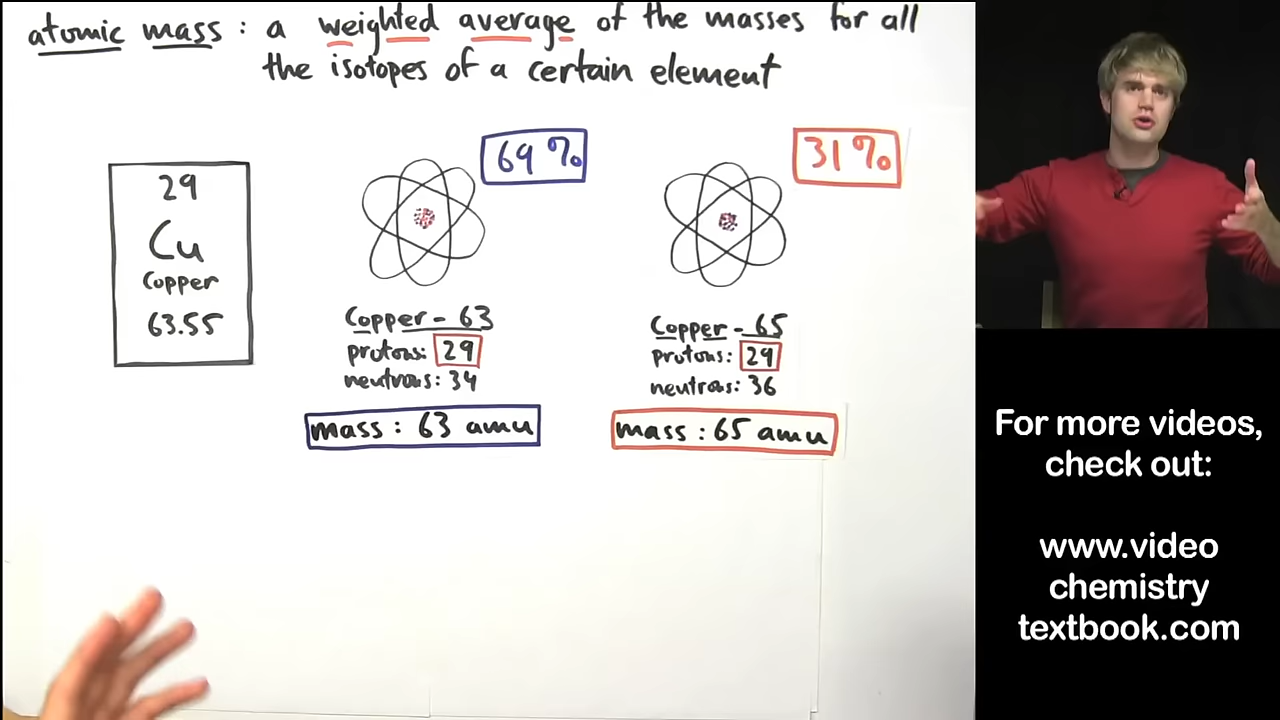 atomic mass : a weighted average of the masses for all
the isotopes of a certain element
29
Cu
Copper
63.55
69%
Copper - 63
protons: 29
neutrons: 34
mass : 63 amu
31%
Copper - 65
protons: 29
neutrons: 36
mass : 65 amu
For more videos,
check out:
www.video
chemistry
textbook.com